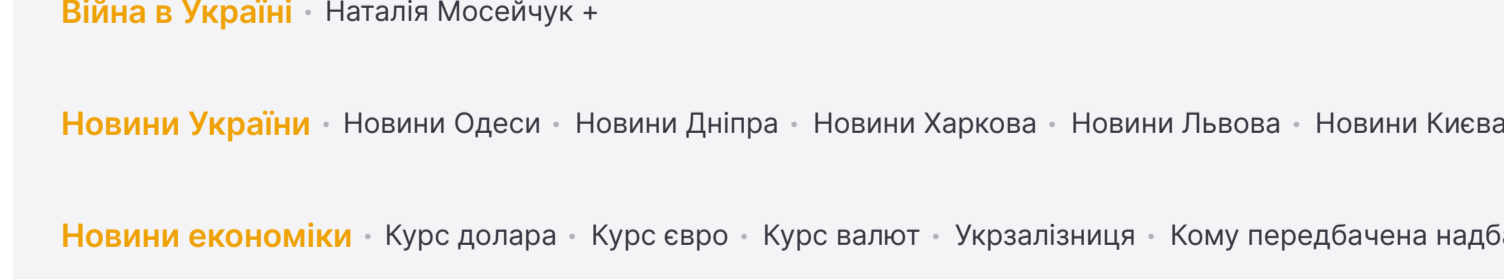 Війна в Україні • Наталія Мосейчук +
Новини України • Новини Одеси • Новини Дніпра • Новини Харкова • Новини Львова • Новини Києва
Новини економіки • Курс долара • Курс євро • Курс валют • Укрзалізниця • Кому передбачена